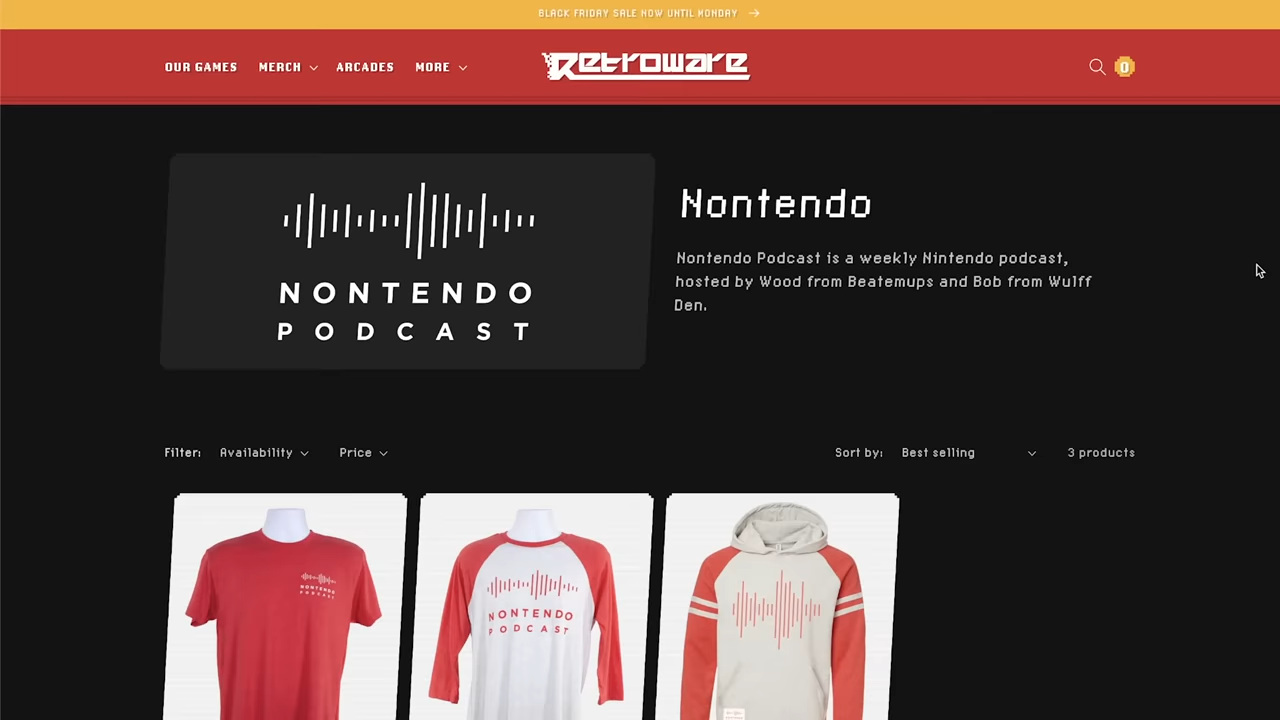 BLACK FRIDAY SALE NOW UNTIL MONDAY →
OUR GAMES MERCH ARCADES MORE
Retroware
0
NONTENDO
PODCAST
Nontendo
Nontendo Podcast is a weekly Nintendo podcast,
hosted by Wood from Beatemups and Bob from Wulff
Den.
Filter: Availability Price
Sort by: Best selling 3 products
NONTENDO
PODCAST
NONTENDO
PODCAST